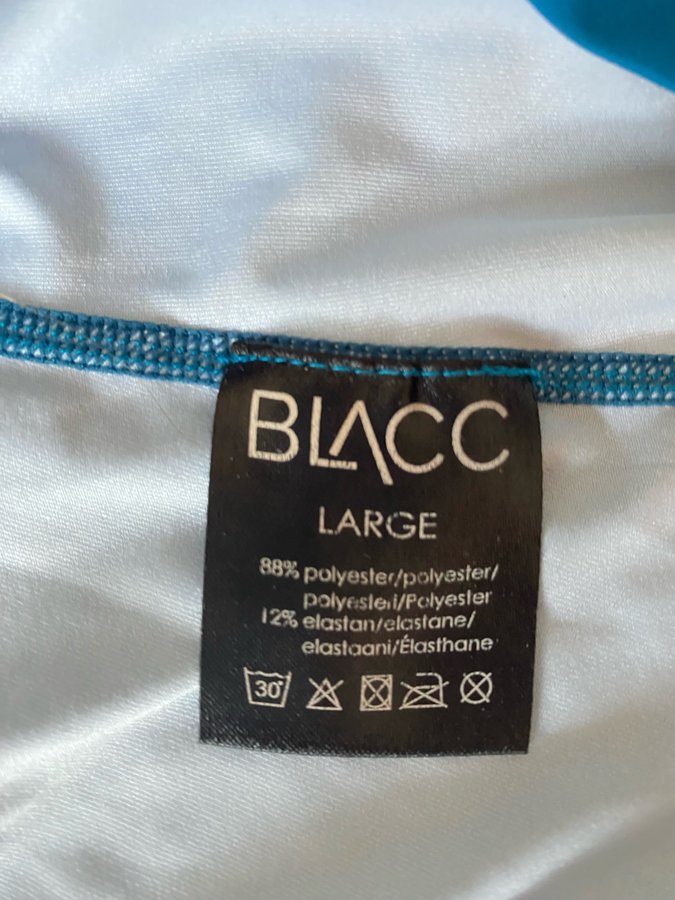 BLACC
LARGE
88% polyester/polyester/
polyesteri/Polyester
12% elastan/elastane/
elastaani/Élasthane
30°